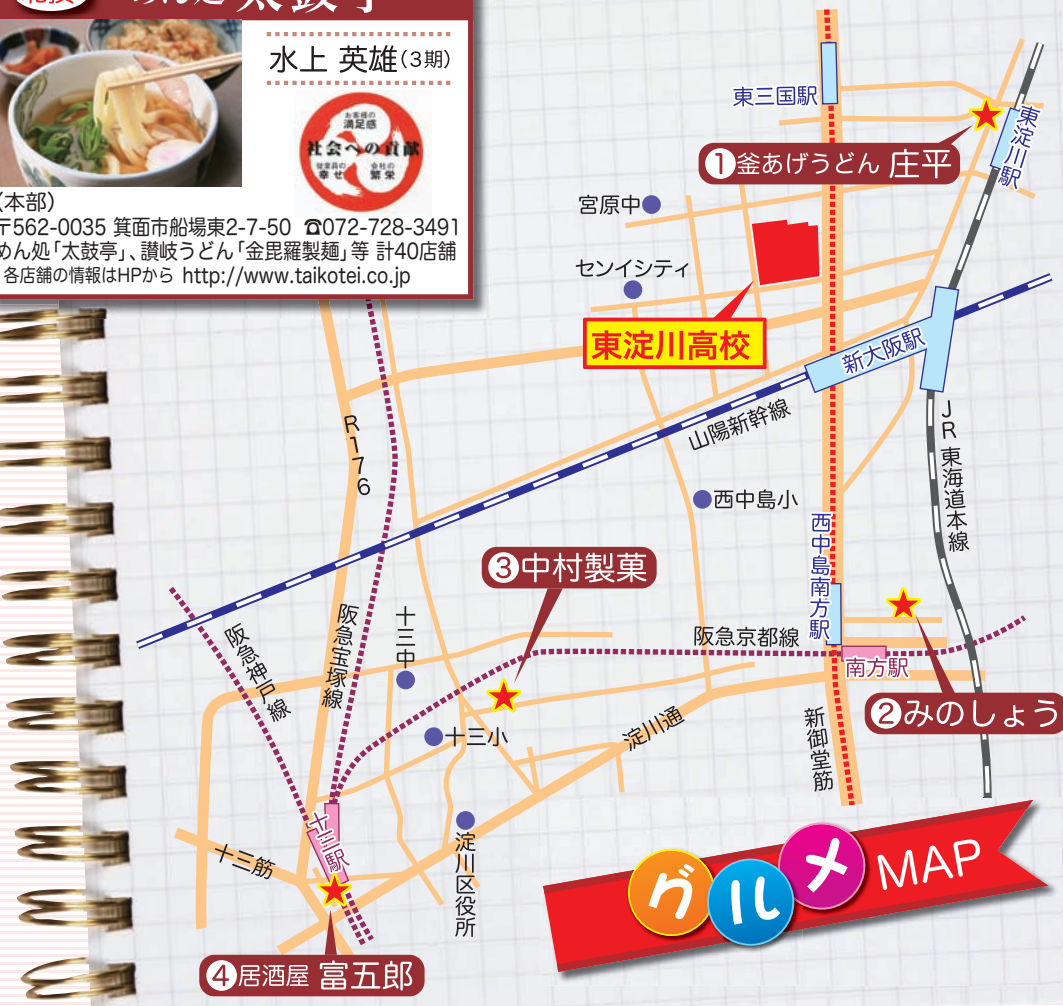 めん処 太鼓亭
水上 英雄(3期)
お客様の
満足感
社会への貢献
従業員の
幸せ
会社の
繁栄
(本部)
〒562-0035 箕面市船場東2-7-50 ☎072-728-3491
めん処「太鼓亭」、讃岐うどん「金毘羅製麺」等 計40店舗
各店舗の情報はHPから http://www.taikotei.co.jp
東三国駅
東淀川駅
❶釜あげうどん 庄平
宮原中
センイシティ
東淀川高校
新大阪駅
山陽新幹線
R176
JR東海道本線
西中島小
西中島南方駅
❸中村製菓
阪急神戸線
阪急宝塚線
十三中
阪急京都線
南方駅
❷みのしょう
十三小
淀川通
新御堂筋
十三駅
十三筋
淀川区役所
グルメMAP
❹居酒屋 富五郎